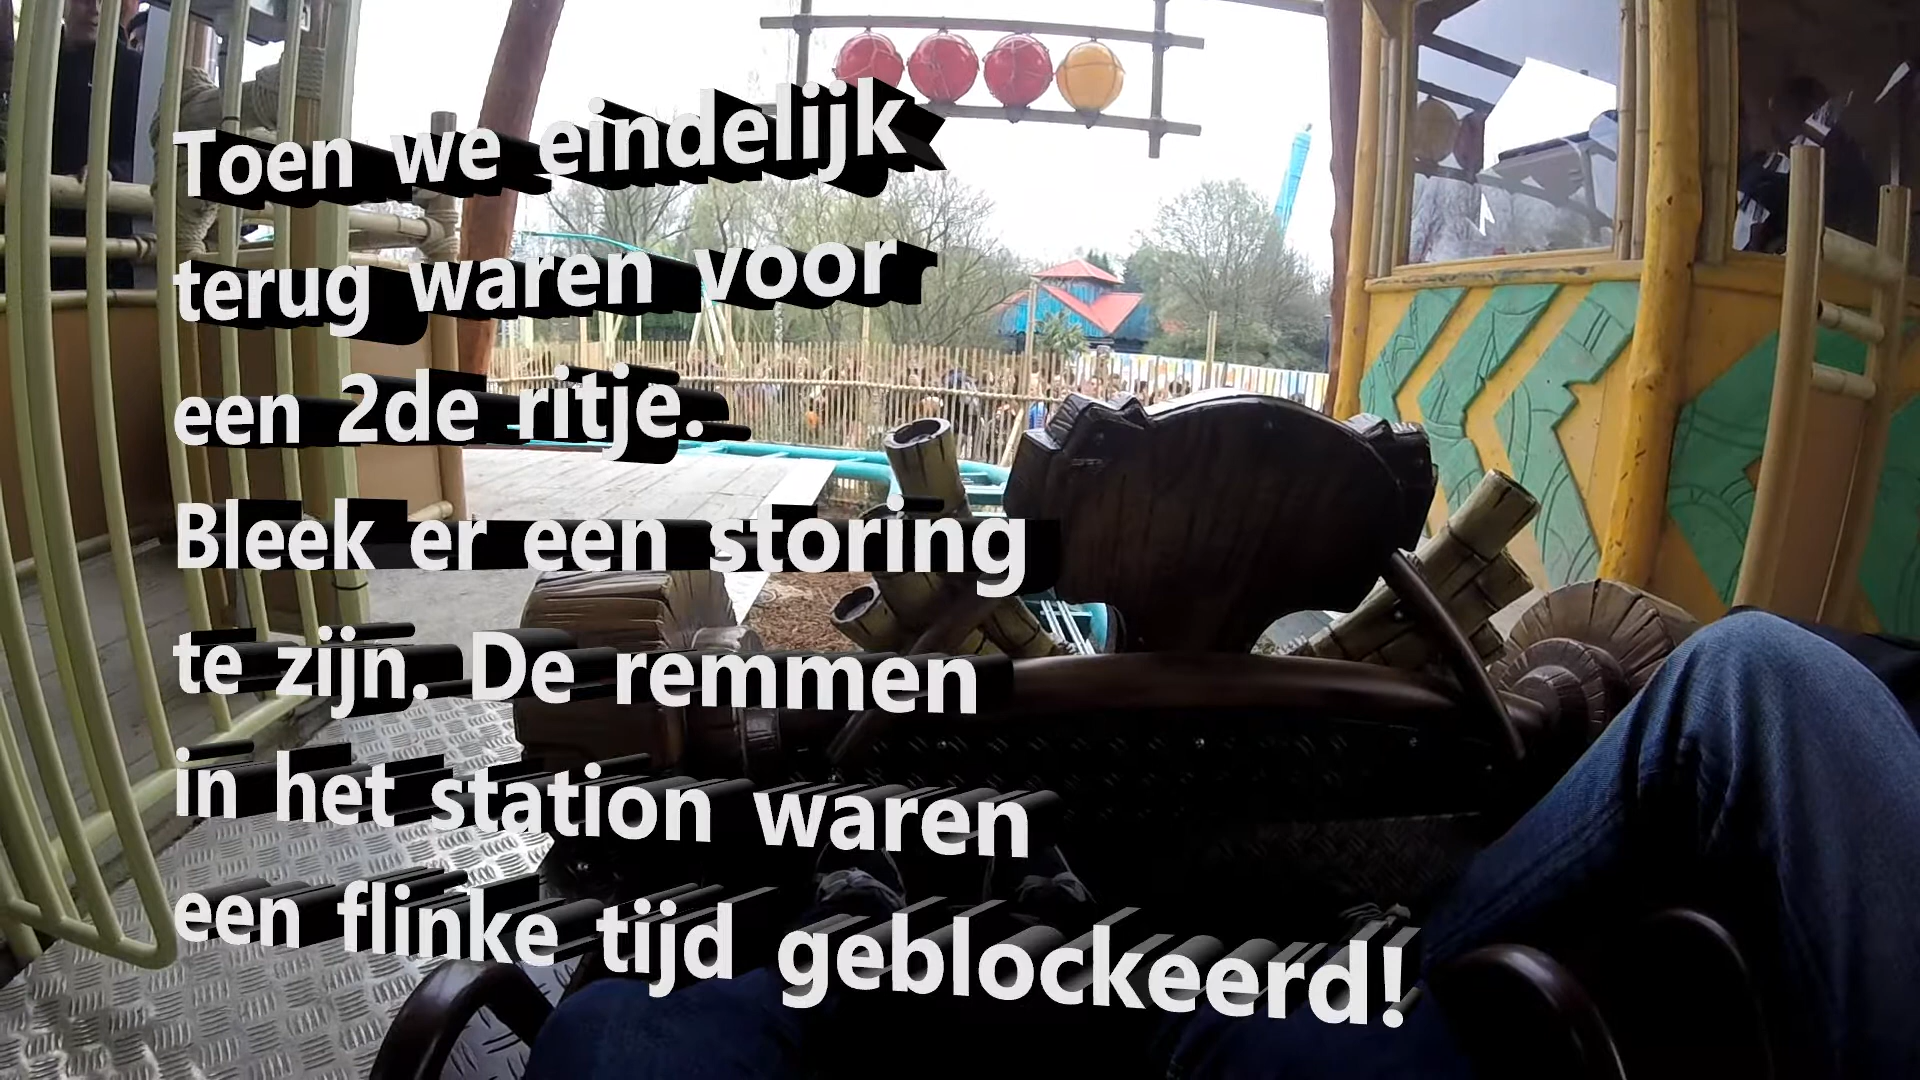 Toen we eindelijk
terug waren voor
een 2de ritje.
Bleek er een storing
te zijn. De remmen
in het station waren
een flinke tijd geblockeerd!